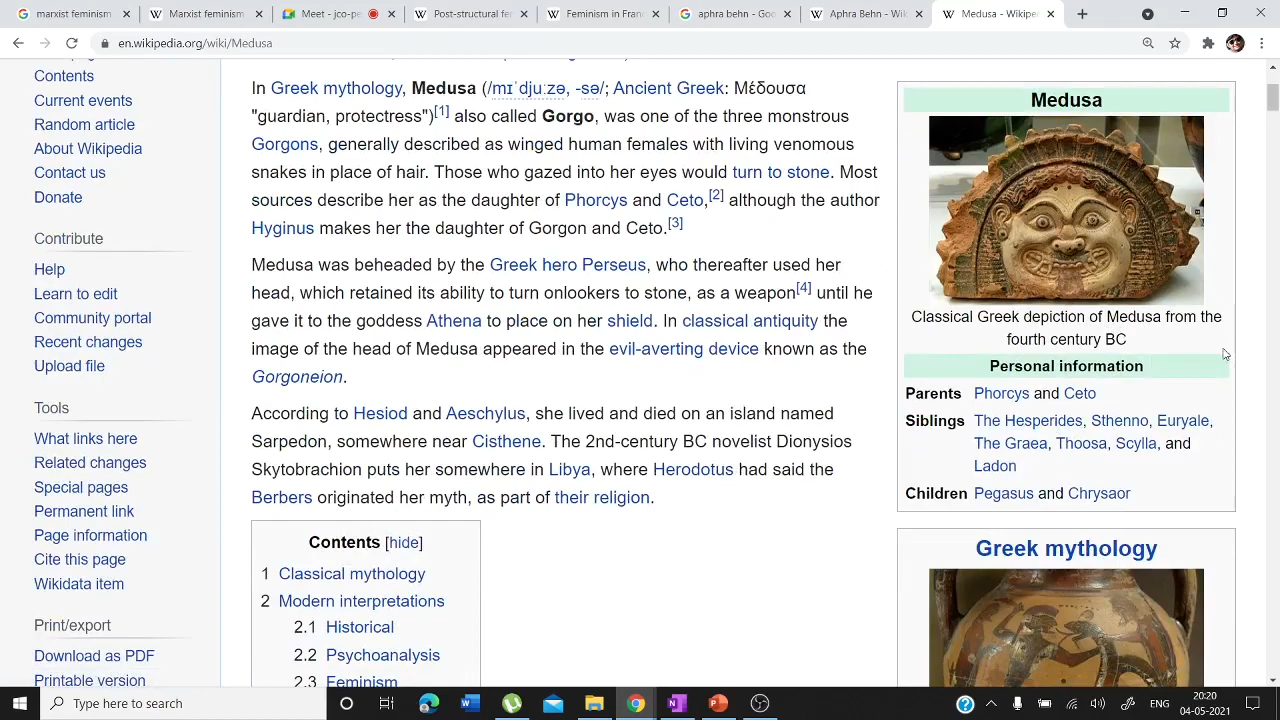 marxist feminism
Marxist feminism
Meet - jco-pe
Post-structural fe
Feminism in Fran
aphra behn - Goo
Aphra Behn - Wik
Medusa - Wikipe
en.wikipedia.org/wiki/Medusa
Contents
Current events
Random article
About Wikipedia
Contact us
Donate
Contribute
Help
Learn to edit
Community portal
Recent changes
Upload file
Tools
What links here
Related changes
Special pages
Permanent link
Page information
Cite this page
Wikidata item
Print/export
Download as PDF
Printable version
In Greek mythology, Medusa (/mɪˈdjuːzə, -sə/; Ancient Greek: Μέδουσα
"guardian, protectress")[1] also called Gorgo, was one of the three monstrous
Gorgons, generally described as winged human females with living venomous
snakes in place of hair. Those who gazed into her eyes would turn to stone. Most
sources describe her as the daughter of Phorcys and Ceto,[2] although the author
Hyginus makes her the daughter of Gorgon and Ceto.[3]
Medusa was beheaded by the Greek hero Perseus, who thereafter used her
head, which retained its ability to turn onlookers to stone, as a weapon[4] until he
gave it to the goddess Athena to place on her shield. In classical antiquity the
image of the head of Medusa appeared in the evil-averting device known as the
Gorgoneion.
According to Hesiod and Aeschylus, she lived and died on an island named
Sarpedon, somewhere near Cisthene. The 2nd-century BC novelist Dionysios
Skytobrachion puts her somewhere in Libya, where Herodotus had said the
Berbers originated her myth, as part of their religion.
Contents [hide]
1 Classical mythology
2 Modern interpretations
2.1 Historical
2.2 Psychoanalysis
2.3 Feminism
Medusa
Classical Greek depiction of Medusa from the
fourth century BC
Personal information
Parents Phorcys and Ceto
Siblings The Hesperides, Sthenno, Euryale,
The Graea, Thoosa, Scylla, and
Ladon
Children Pegasus and Chrysaor
Greek mythology
Type here to search
ENG
20:20
04-05-2021